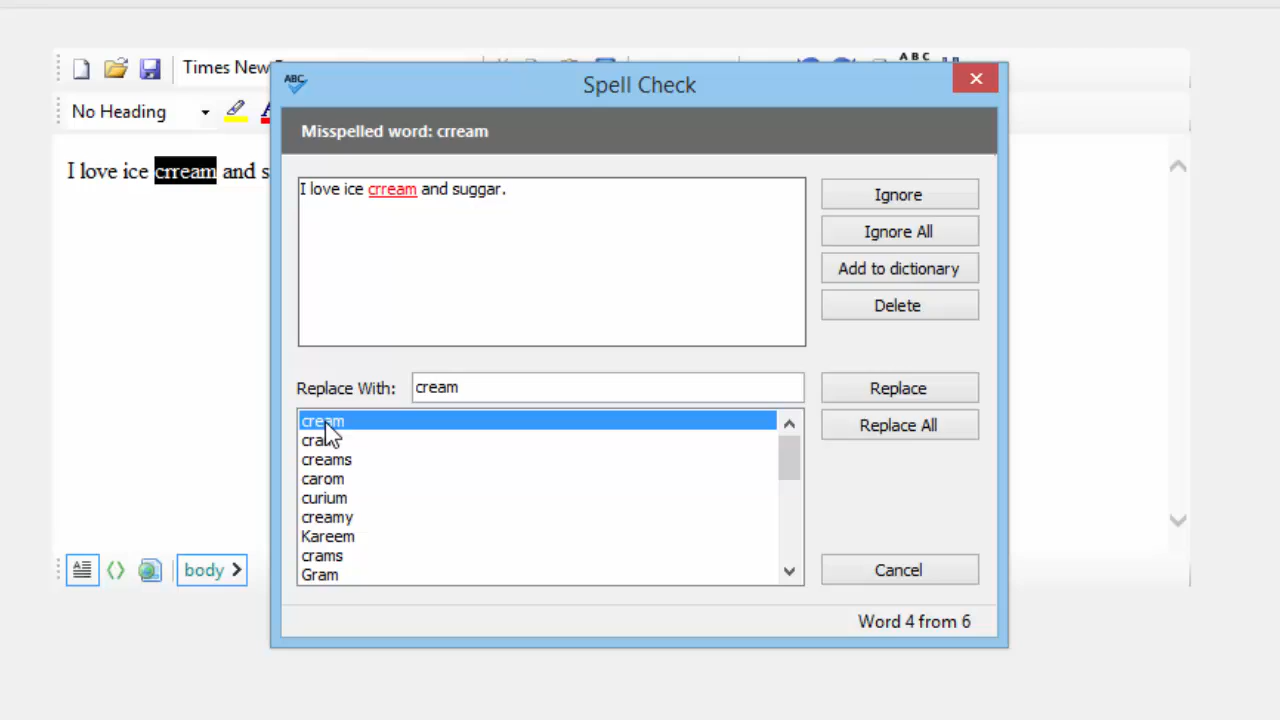 ABC
Times New
No Heading
I love ice crream and s
ABC
Spell Check
Misspelled word: crream
I love ice crream and suggar.
Ignore
Ignore All
Add to dictionary
Delete
Replace With: cream
Replace
Replace All
cream
creams
carom
curium
creamy
Kareem
crams
Gram
body
Cancel
Word 4 from 6